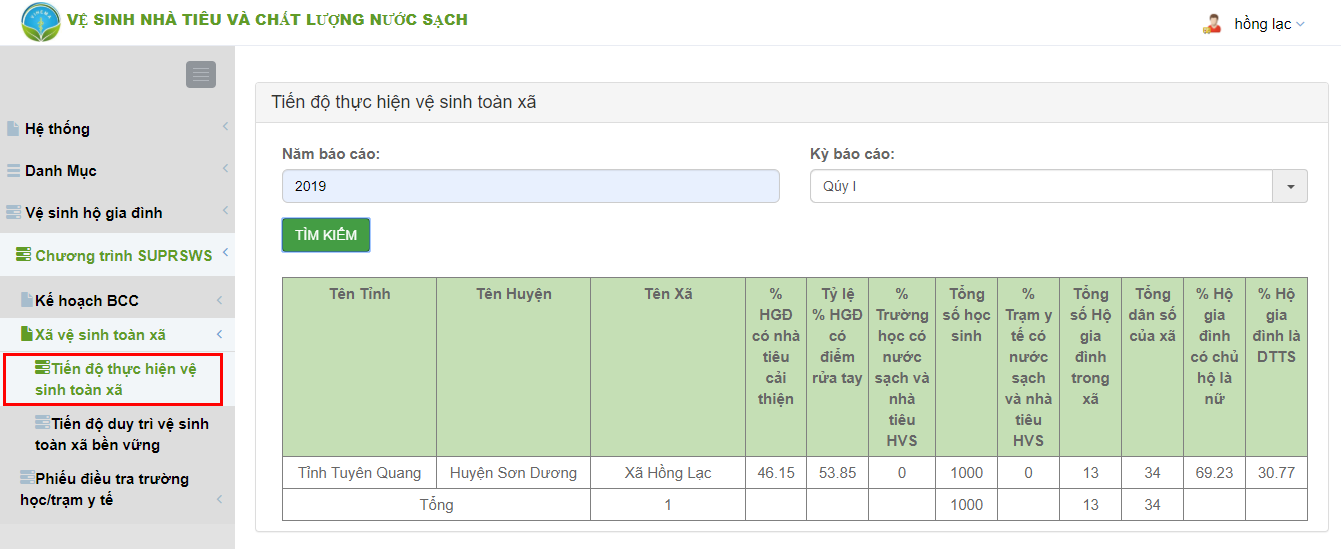 VỆ SINH NHÀ TIÊU VÀ CHẤT LƯỢNG NƯỚC SẠCH
hồng lạc
Hệ thống
Danh Mục
Vệ sinh hộ gia đình
Chương trình SUPRSWS
Kế hoạch BCC
Xã vệ sinh toàn xã
Tiến độ thực hiện vệ
sinh toàn xã
Tiến độ duy trì vệ sinh
toàn xã bền vững
Phiếu điều tra trường
học/trạm y tế
Tiến độ thực hiện vệ sinh toàn xã
Năm báo cáo: Kỳ báo cáo:
2019 Qúy I
TÌM KIẾM
Tên Tỉnh Tên Huyện Tên Xã % Tỷ lệ % Tổng % Tổng Tổng % Hộ % Hộ
HGĐ % HGĐ Trường số học Trạm y số Hộ dân số gia gia
có nhà có học có sinh tế có gia của xã đình đình là
tiêu điểm nước nước đình có chủ DTTS
cải rửa tay sạch và sạch trong hộ là
thiện nhà và nhà xã nữ
tiêu tiêu
HVS HVS
Tỉnh Tuyên Quang Huyện Sơn Dương Xã Hồng Lạc 46.15 53.85 0 1000 0 13 34 69.23 30.77
Tổng 1 1000 13 34